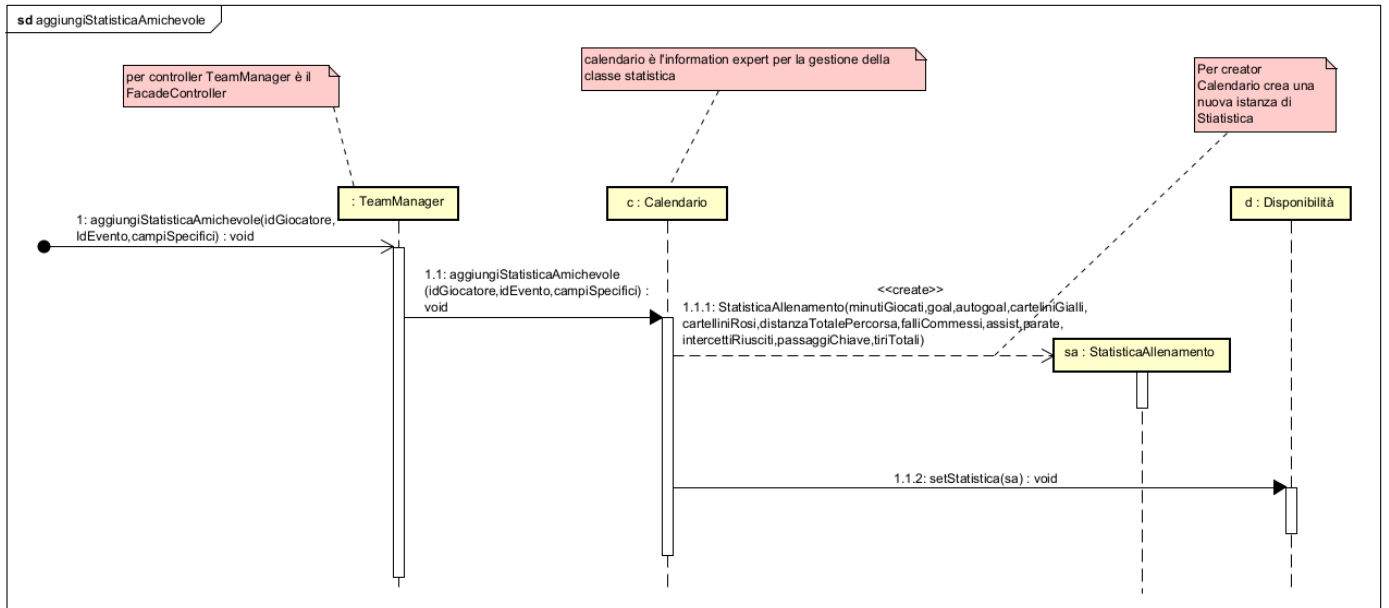 sd aggiungiStatisticaAmichevole
per controller TeamManager è il
FacadeController
calendario è l'information expert per la gestione della
classe statistica
Per creator
Calendario crea una
nuova istanza di
Stiatistica
: TeamManager
c : Calendario
d : Disponibilità
1: aggiungiStatisticaAmichevole(idGiocatore,
IdEvento,campiSpecifici) : void
1.1: aggiungiStatisticaAmichevole
(idGiocatore,idEvento,campiSpecifici) :
void
<<create>>
1.1.1: StatisticaAllenamento(minutiGiocati,goal,autogoal,carteliniGialli,
cartelliniRosi,distanzaTotalePercorsa,falliCommessi,assist,parate,
intercettiRiusciti,passaggiChiave,tiriTotali)
sa : StatisticaAllenamento
1.1.2: setStatistica(sa) : void